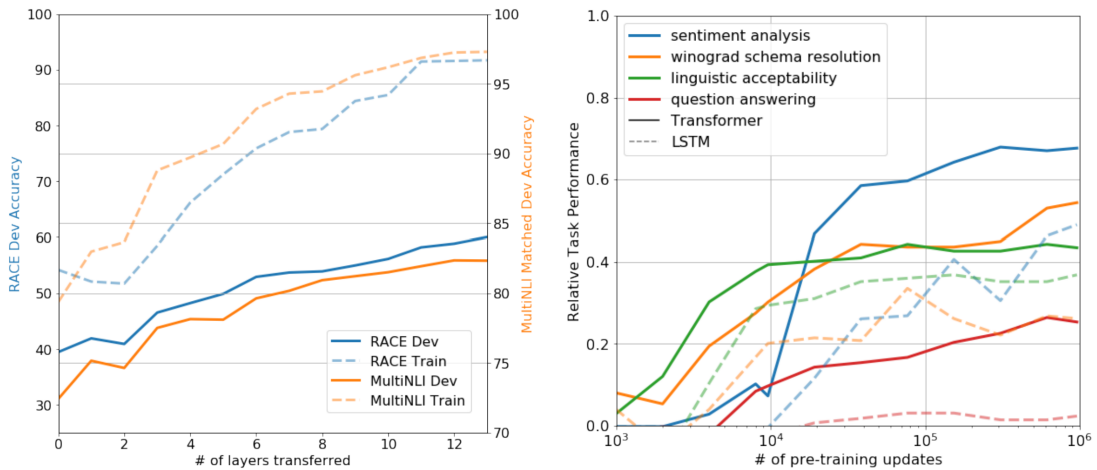 100
90
80
70
60
50
40
30
RACE Dev Accuracy
100
95
90
85
80
75
70
MultiNLI Matched Dev Accuracy
RACE Dev
RACE Train
MultiNLI Dev
MultiNLI Train
0 2 4 6 8 10 12
# of layers transferred
1.0
0.8
0.6
0.4
0.2
0.0
Relative Task Performance
sentiment analysis
winograd schema resolution
linguistic acceptability
question answering
Transformer
LSTM
10³ 10⁴ 10⁵ 10⁶
# of pre-training updates